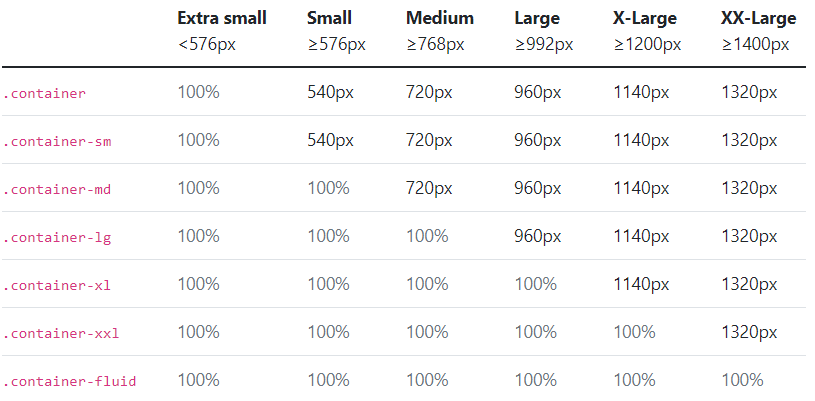 Extra small Small Medium Large X-Large XX-Large
<576px ≥576px ≥768px ≥992px ≥1200px ≥1400px
.container 100% 540px 720px 960px 1140px 1320px
.container-sm 100% 540px 720px 960px 1140px 1320px
.container-md 100% 100% 720px 960px 1140px 1320px
.container-lg 100% 100% 100% 960px 1140px 1320px
.container-xl 100% 100% 100% 100% 1140px 1320px
.container-xxl 100% 100% 100% 100% 100% 1320px
.container-fluid 100% 100% 100% 100% 100% 100%